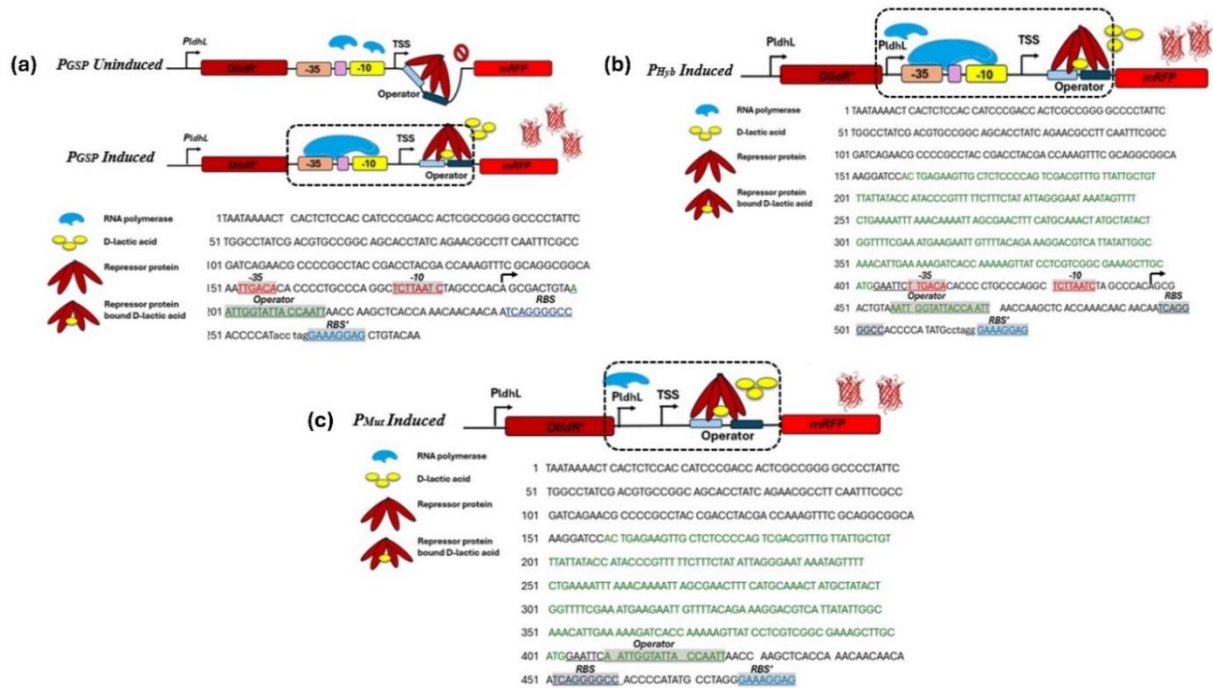 (a)
PGSP Uninduced
PldhL
DlldR'
-35
-10
TSS
Operator
mRFP
PGSP Induced
PldhL
DlldR'
-35
-10
TSS
Operator
mRFP
RNA polymerase
D-lactic acid
Repressor protein
Repressor protein
bound D-lactic acid
1TAATAAAACT CACTCTCCAC CATCCCGACC ACTCGCCGGG GCCCCTATTC
51 TGGCCTATCG ACGTGCCGGC AGCACCTATC AGAACGCCTT CAATTTCGCC
101 GATCAGAACG CCCCGCCTAC CGACCTACGA CCAAAGTTTC GCAGGCGGCA
-35 -10
151 AATTGACA CACCCCTGCCCA GGCTCTTAAT C TAGCCCACA GCGACTGTAA
Operator RBS
201 ATTGGTATTA CCAATTAACC AAGCTCACCA AACAACAACA A TCAGGGGCC
RBS'
251 ACCCCATacc tagGAAAGGAG CTGTACAA
(b)
PHyb Induced
PldhL
DlldR'
PldhL
-35
-10
TSS
Operator
mRFP
RNA polymerase
D-lactic acid
Repressor protein
Repressor protein
bound D-lactic acid
1 TAATAAAACT CACTCTCCAC CATCCCGACC ACTCGCCGGG GCCCCTATTC
51 TGGCCTATCG ACGTGCCGGC AGCACCTATC AGAACGCCTT CAATTTCGCC
101 GATCAGAACG CCCCGCCTAC CGACCTACGA CCAAAGTTTC GCAGGCGGCA
151 AAGGATCCAC TGAGAAGTTG CTCTCCCCAG TCGACGTTTG TTATTGCTGT
201 TTATTATACC ATACCCGTTT TTCTTTCTAT ATTAGGGAAT AAATAGTTTT
251 CTGAAAATTT AAACAAAATT AGCGAACTTT CATGCAAACT ATGCTATACT
301 GGTTTTCGAA ATGAAGAATT GTTTTACAGA AAGGACGTCA TTATATTGGC
351 AAACATTGAA AAAGATCACC AAAAAGTTAT CCTCGTCGGC GAAAGCTTGC
-35 -10
401 ATGGAATTCT TGACA CACCC CTGCCCAGGC TCTTAATCTA GCCCACAGCG
Operator RBS
451 ACTGTAAATT GGTATTACCAATT AACCAAGCTC ACCAAACAAC AACAATCAGG
RBS'
501 GGCC ACCCCA TATGcctagg GAAAGGAG
(c)
PMut Induced
PldhL
DlldR'
PldhL
TSS
Operator
mRFP
RNA polymerase
D-lactic acid
Repressor protein
Repressor protein
bound D-lactic acid
1 TAATAAAACT CACTCTCCAC CATCCCGACC ACTCGCCGGG GCCCCTATTC
51 TGGCCTATCG ACGTGCCGGC AGCACCTATC AGAACGCCTT CAATTTCGCC
101 GATCAGAACG CCCCGCCTAC CGACCTACGA CCAAAGTTTC GCAGGCGGCA
151 AAGGATCCAC TGAGAAGTTG CTCTCCCCAG TCGACGTTTG TTATTGCTGT
201 TTATTATACC ATACCCGTTT TTCTTTCTAT ATTAGGGAAT AAATAGTTTT
251 CTGAAAATTT AAACAAAATT AGCGAACTTT CATGCAAACT ATGCTATACT
301 GGTTTTCGAA ATGAAGAATT GTTTTACAGA AAGGACGTCA TTATATTGGC
351 AAACATTGAA AAAGATCACC AAAAAGTTAT CCTCGTCGGC GAAAGCTTGC
Operator
401 ATGGAATTCA ATTGGTATTA CCAATTAACC AAGCTCACCA AACAACAACA
RBS RBS'
451 ATCAGGGGCC ACCCCATATG CCTAGGGAAAGGAG